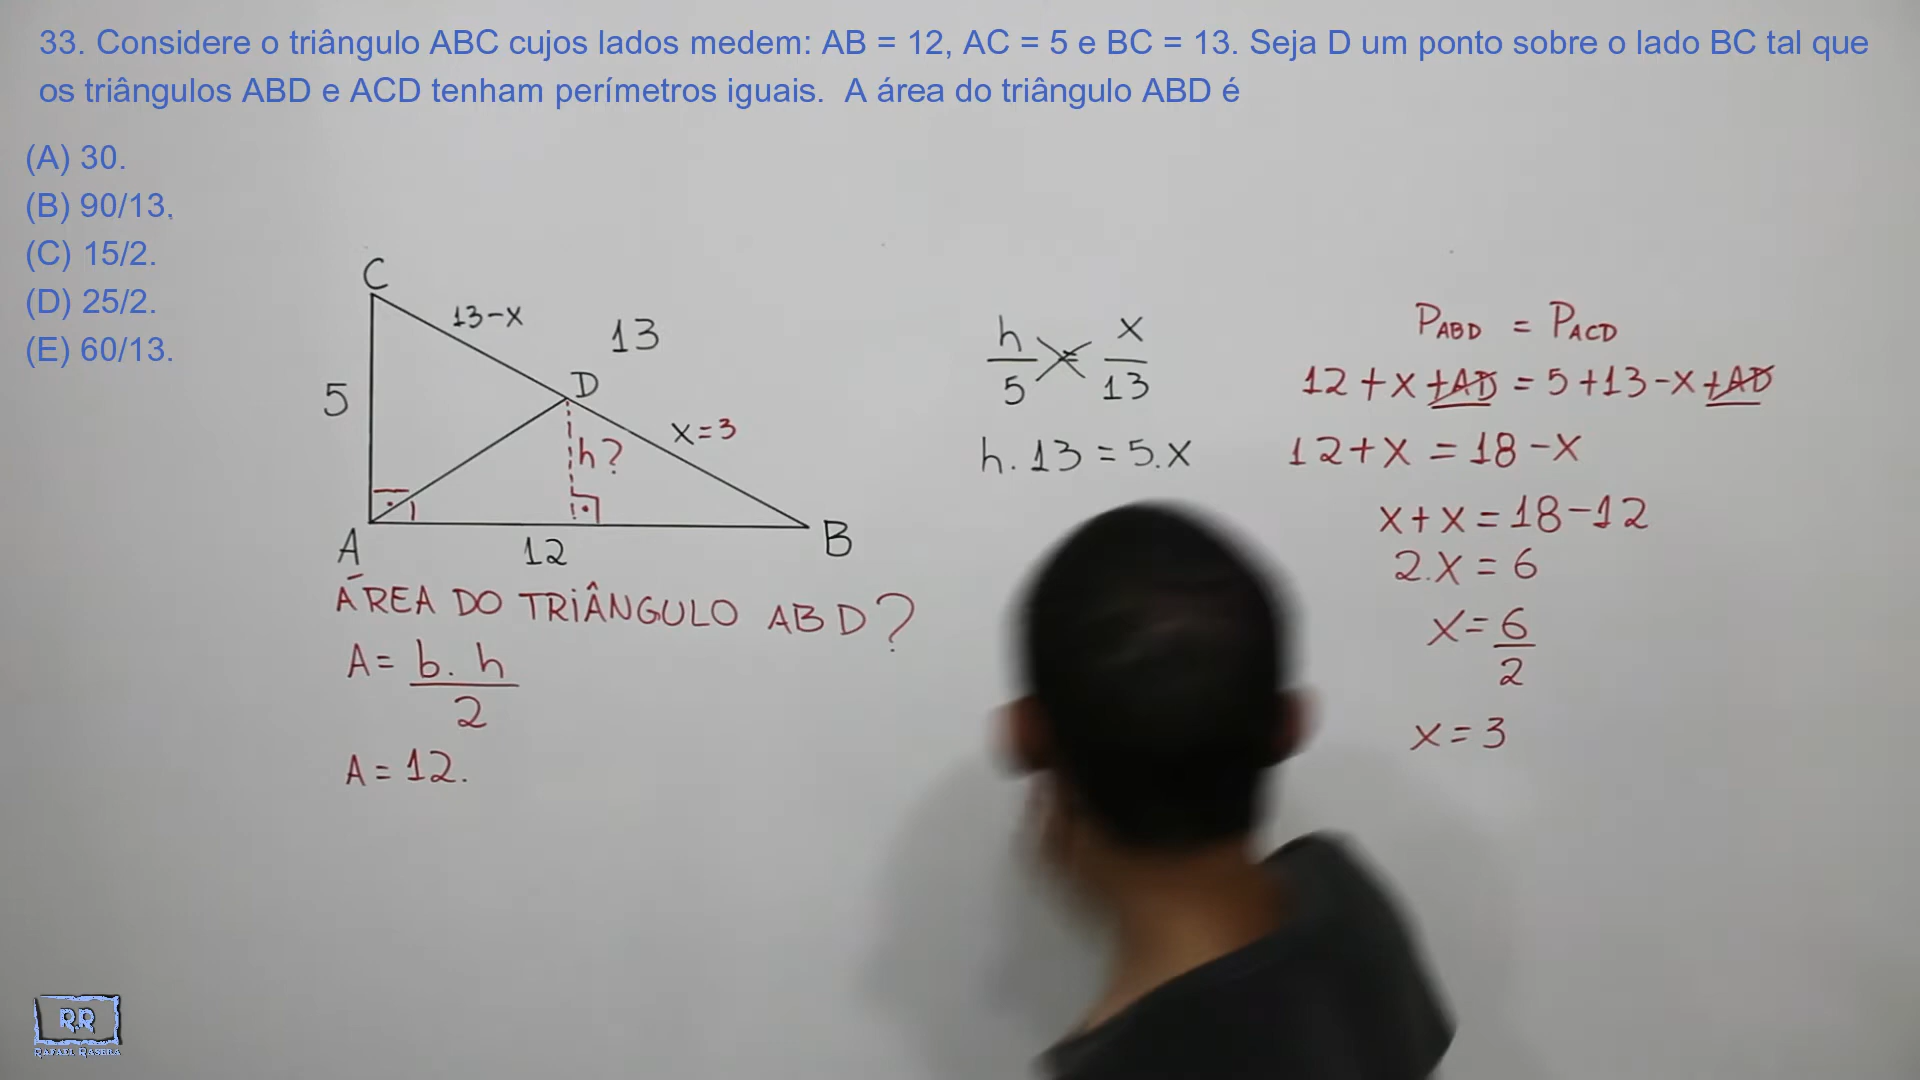 33. Considere o triângulo ABC cujos lados medem: AB = 12, AC = 5 e BC = 13. Seja D um ponto sobre o lado BC tal que
os triângulos ABD e ACD tenham perímetros iguais. A área do triângulo ABD é
(A) 30.
(B) 90/13.
(C) 15/2.
(D) 25/2.
(E) 60/13.
C
13-x
13
5
D
x=3
h?
A
12
B
ÁREA DO TRIÂNGULO ABD?
A = b. h
2
A = 12.
h/5 = x/13
h. 13 = 5.x
PABD = PACD
12+x+AD = 5+13-x+AD
12+x = 18-x
x+x = 18-12
2.x = 6
x = 6
2
x = 3
RR
RAFAEL RASERA